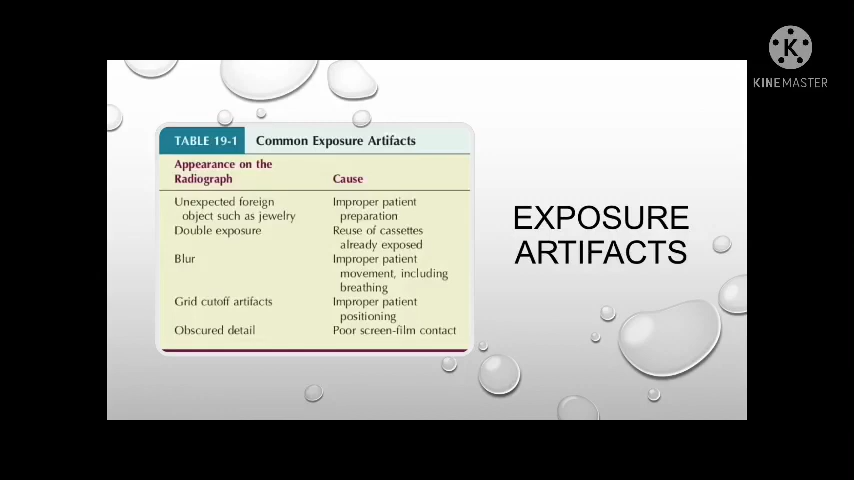 K
KINEMASTER
TABLE 19-1 Common Exposure Artifacts
Appearance on the
Radiograph Cause
Unexpected foreign Improper patient
object such as jewelry preparation
Double exposure Reuse of cassettes
already exposed
Blur Improper patient
movement, including
breathing
Grid cutoff artifacts Improper patient
positioning
Obscured detail Poor screen-film contact
EXPOSURE
ARTIFACTS